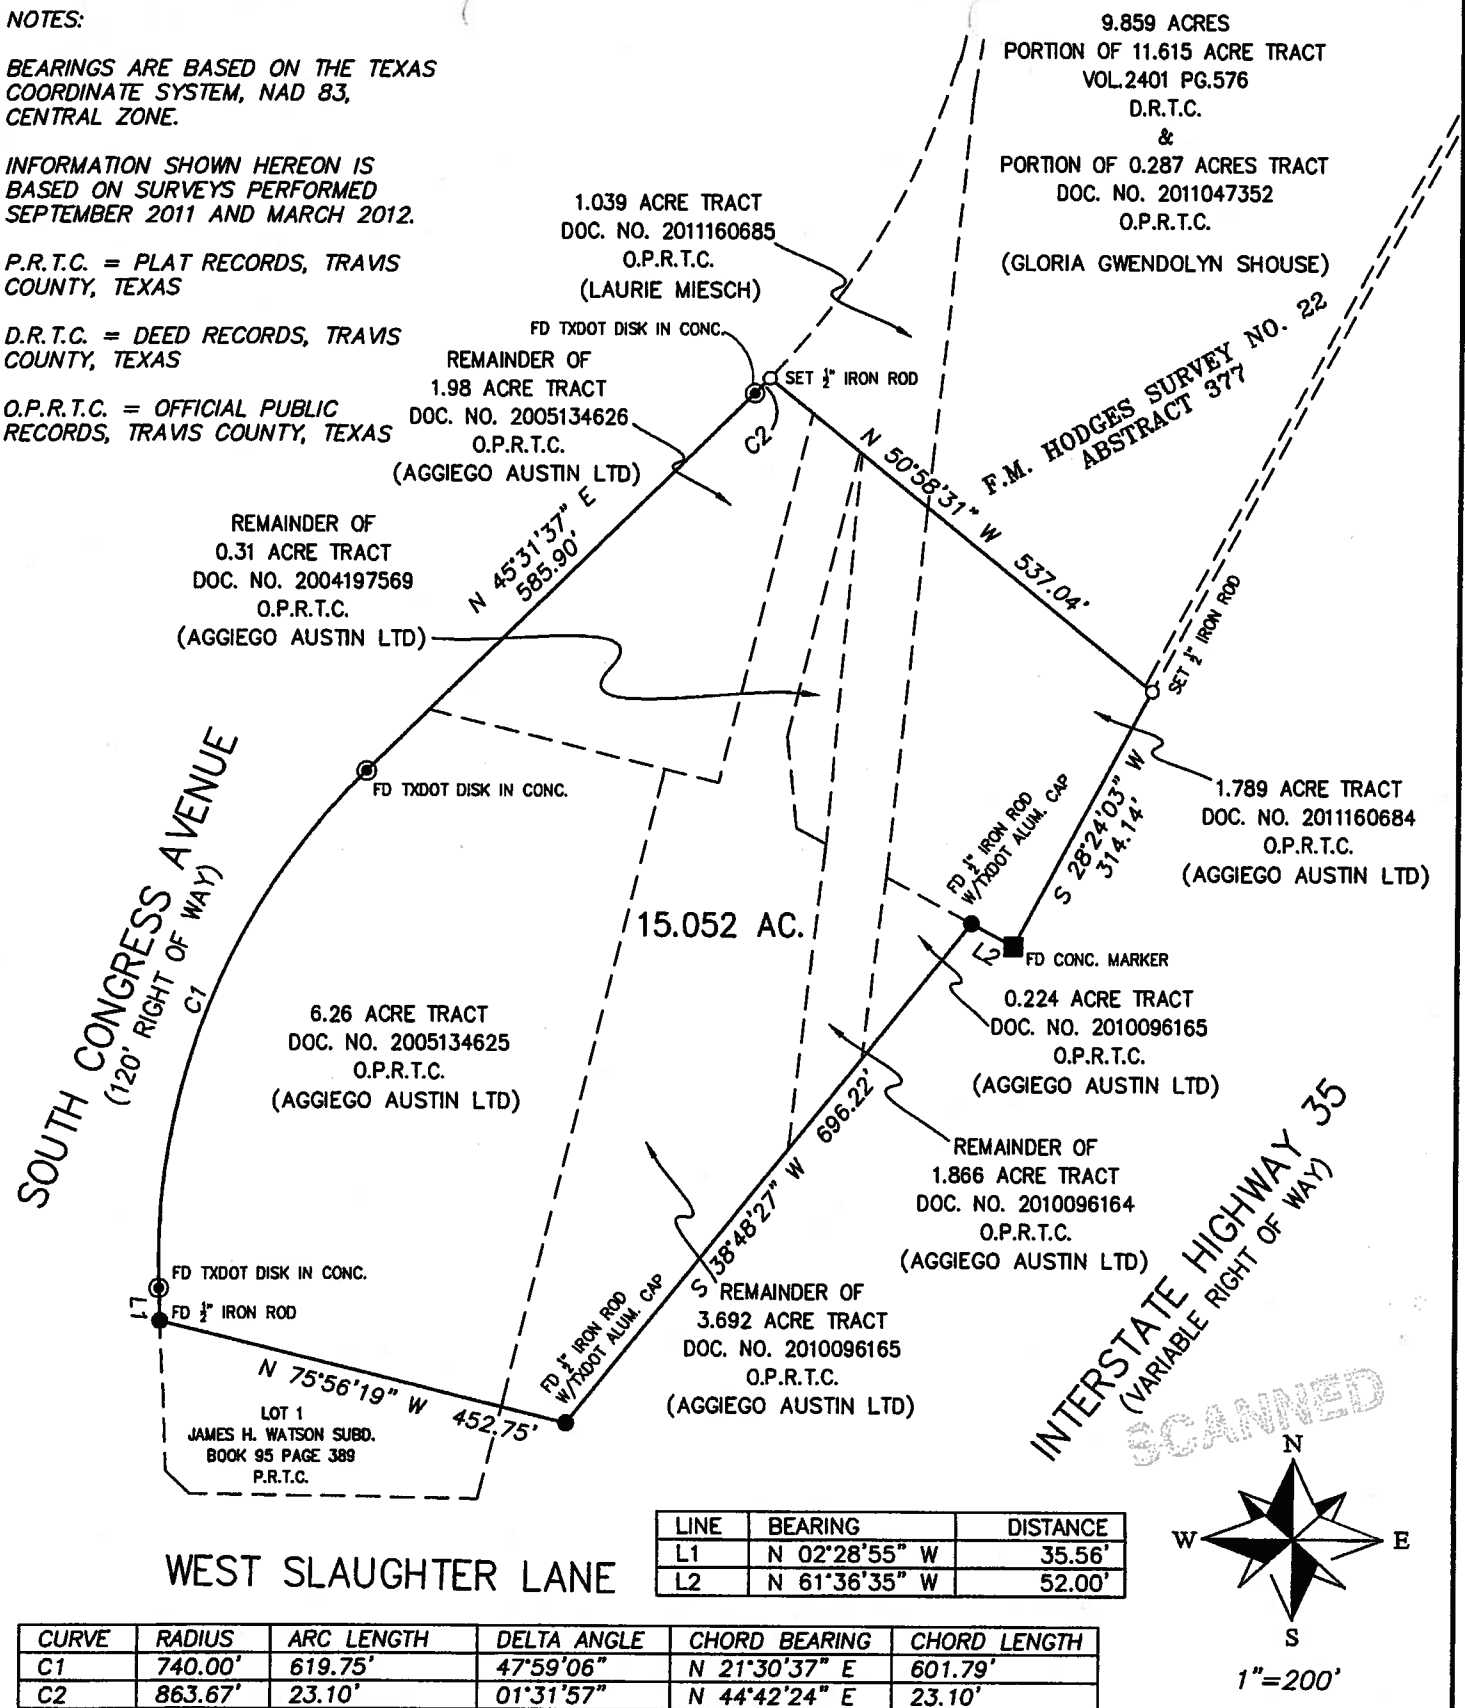 NOTES:
BEARINGS ARE BASED ON THE TEXAS
COORDINATE SYSTEM, NAD 83,
CENTRAL ZONE.
INFORMATION SHOWN HEREON IS
BASED ON SURVEYS PERFORMED
SEPTEMBER 2011 AND MARCH 2012.
P.R.T.C. = PLAT RECORDS, TRAVIS
COUNTY, TEXAS
D.R.T.C. = DEED RECORDS, TRAVIS
COUNTY, TEXAS
O.P.R.T.C. = OFFICIAL PUBLIC
RECORDS, TRAVIS COUNTY, TEXAS
9.859 ACRES
PORTION OF 11.615 ACRE TRACT
VOL.2401 PG.576
D.R.T.C.
&
PORTION OF 0.287 ACRES TRACT
DOC. NO. 2011047352
O.P.R.T.C.
(GLORIA GWENDOLYN SHOUSE)
1.039 ACRE TRACT
DOC. NO. 2011160685
O.P.R.T.C.
(LAURIE MIESCH)
FD TXDOT DISK IN CONC.
SET ½" IRON ROD
C2
REMAINDER OF
1.98 ACRE TRACT
DOC. NO. 2005134626
O.P.R.T.C.
(AGGIEGO AUSTIN LTD)
F.M. HODGES SURVEY NO. 22
ABSTRACT 377
N 50°58'31" W 537.04'
N 45°31'37" E
585.90'
REMAINDER OF
0.31 ACRE TRACT
DOC. NO. 2004197569
O.P.R.T.C.
(AGGIEGO AUSTIN LTD)
SET ½" IRON ROD
FD TXDOT DISK IN CONC.
S 28°24'03" W
314.14'
1.789 ACRE TRACT
DOC. NO. 2011160684
O.P.R.T.C.
(AGGIEGO AUSTIN LTD)
FD ½" IRON ROD
W/TXDOT ALUM. CAP
SOUTH CONGRESS AVENUE
(120' RIGHT OF WAY)
C1
15.052 AC.
L2
FD CONC. MARKER
0.224 ACRE TRACT
DOC. NO. 2010096165
O.P.R.T.C.
(AGGIEGO AUSTIN LTD)
6.26 ACRE TRACT
DOC. NO. 2005134625
O.P.R.T.C.
(AGGIEGO AUSTIN LTD)
S 38°48'27" W 696.22'
REMAINDER OF
1.866 ACRE TRACT
DOC. NO. 2010096164
O.P.R.T.C.
(AGGIEGO AUSTIN LTD)
INTERSTATE HIGHWAY 35
(VARIABLE RIGHT OF WAY)
FD TXDOT DISK IN CONC.
L1
FD ½" IRON ROD
FD ½" IRON ROD
W/TXDOT ALUM. CAP
REMAINDER OF
3.692 ACRE TRACT
DOC. NO. 2010096165
O.P.R.T.C.
(AGGIEGO AUSTIN LTD)
N 75°56'19" W 452.75'
LOT 1
JAMES H. WATSON SUBD.
BOOK 95 PAGE 389
P.R.T.C.
SCANNED
WEST SLAUGHTER LANE
LINE BEARING DISTANCE
L1 N 02°28'55" W 35.56'
L2 N 61°36'35" W 52.00'
N
W E
S
1"=200'
CURVE RADIUS ARC LENGTH DELTA ANGLE CHORD BEARING CHORD LENGTH
C1 740.00' 619.75' 47°59'06" N 21°30'37" E 601.79'
C2 863.67' 23.10' 01°31'57" N 44°42'24" E 23.10'